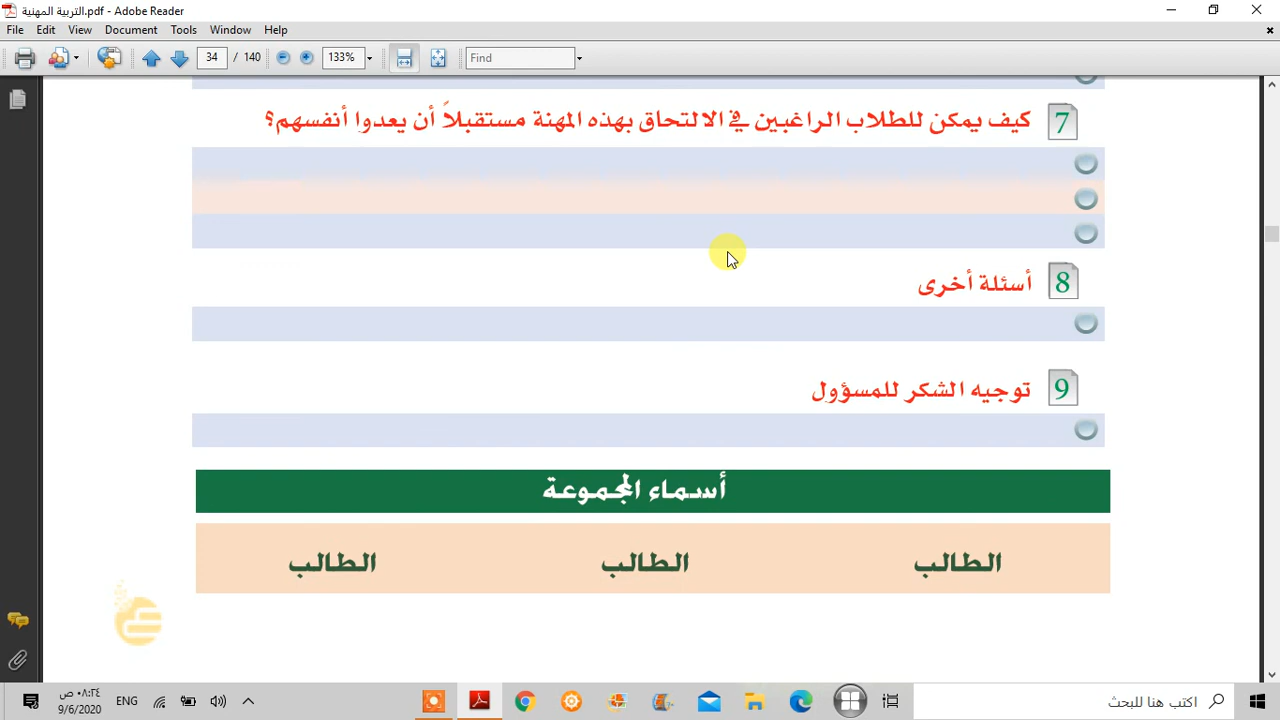 التربية المهنية.pdf - Adobe Reader
File Edit View Document Tools Window Help
34 / 140 133% Find
7 كيف يمكن للطلاب الراغبين في الالتحاق بهذه المهنة مستقبلاً أن يعدوا أنفسهم؟
8 أسئلة أخرى
9 توجيه الشكر للمسؤول
أسماء المجموعة
الطالب الطالب الطالب
اكتب هنا للبحث
ENG
٠٨:٢٤ ص
9/6/2020